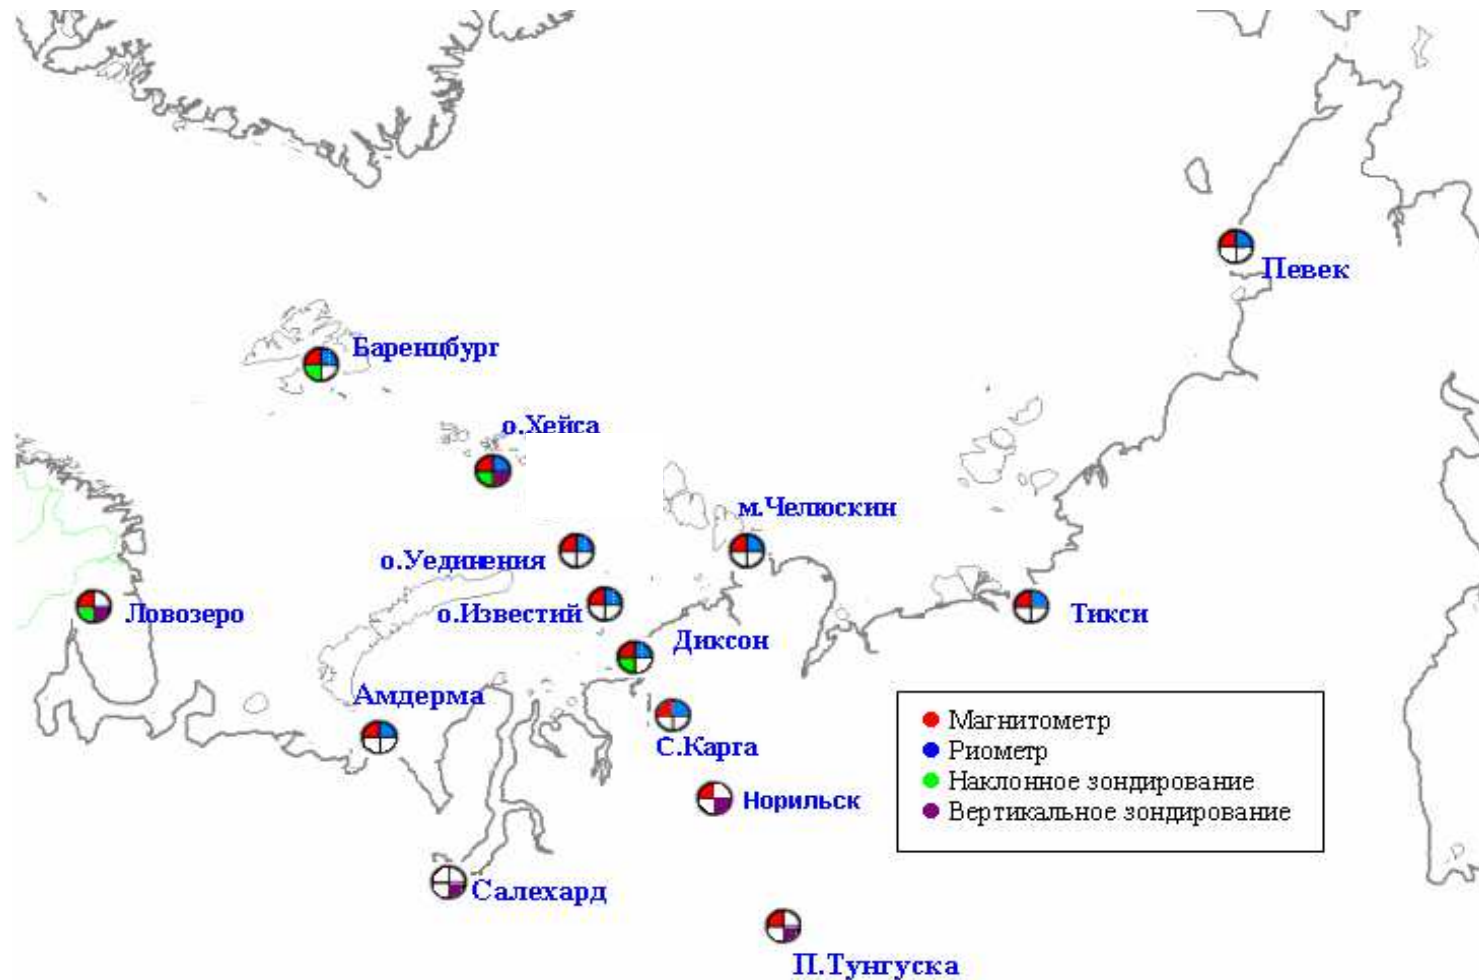 Певек
Баренцбург
о.Хейса
м.Челюскин
о.Уединения
о.Известий
Ловозеро
Тикси
Диксон
Амдерма
С.Карга
Магнитометр
Риометр
Наклонное зондирование
Вертикальное зондирование
Норильск
Салехард
П.Тунгуска